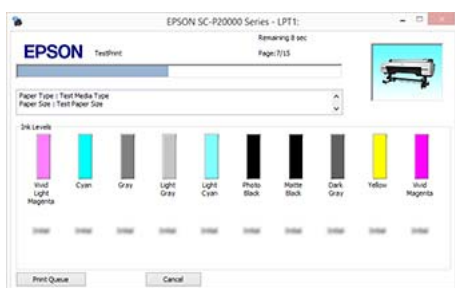 EPSON SC-P20000 Series - LPT1:
Remaining 8 sec
EPSON TestPrint Page:7/15
Paper Type : Test Media Type
Paper Size : Test Paper Size
Ink Levels
Vivid Light Magenta
Cyan
Gray
Light Gray
Light Cyan
Photo Black
Matte Black
Dark Gray
Yellow
Vivid Magenta
Print Queue Cancel